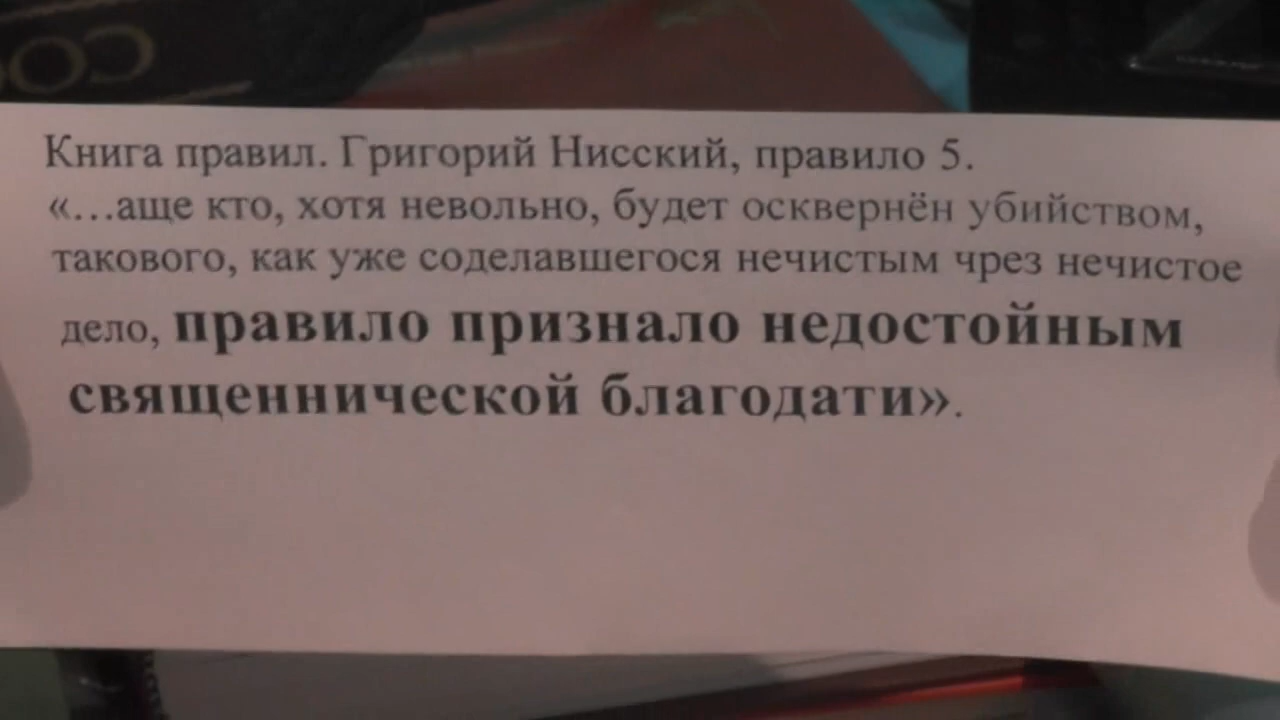 Книга правил. Григорий Нисский, правило 5.
«…аще кто, хотя невольно, будет осквернён убийством,
такового, как уже соделавшегося нечистым чрез нечистое
дело, правило признало недостойным
священнической благодати».